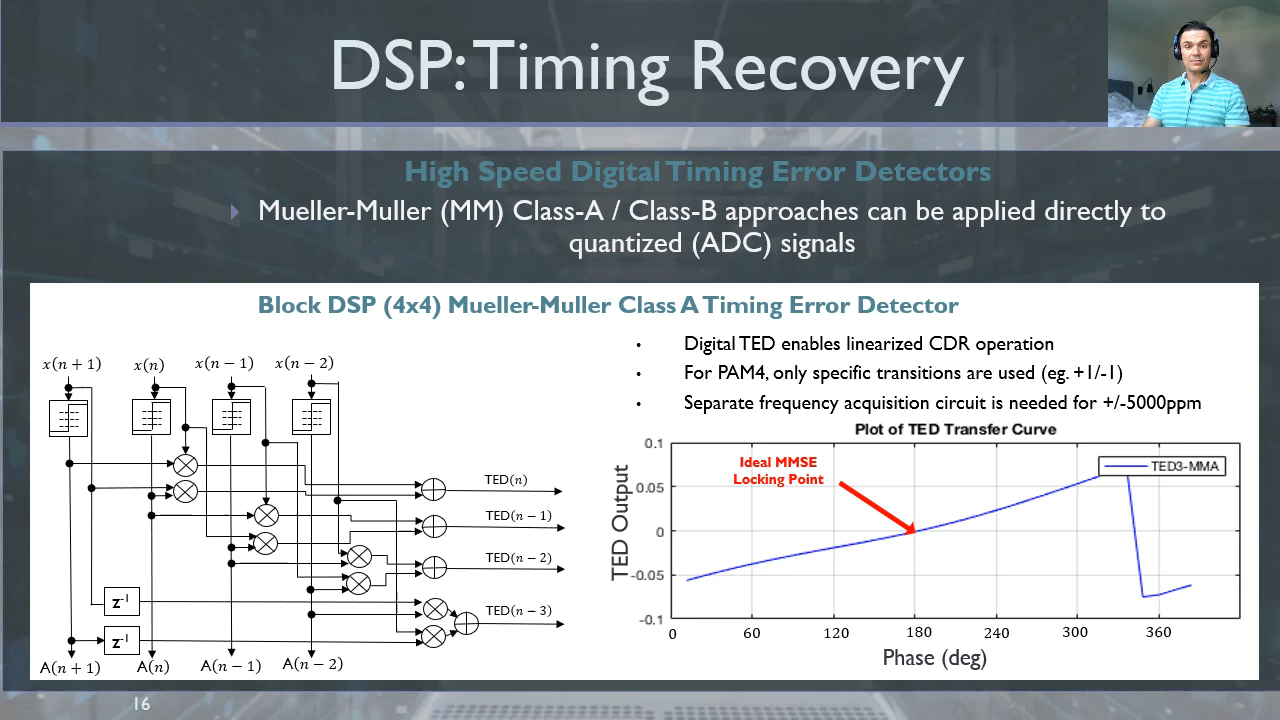 DSP: Timing Recovery
High Speed Digital Timing Error Detectors
Mueller-Muller (MM) Class-A / Class-B approaches can be applied directly to
quantized (ADC) signals
Block DSP (4x4) Mueller-Muller Class A Timing Error Detector
• Digital TED enables linearized CDR operation
• For PAM4, only specific transitions are used (eg. +1/-1)
• Separate frequency acquisition circuit is needed for +/-5000ppm
x(n + 1) x(n) x(n − 1) x(n − 2)
TED(n)
TED(n − 1)
TED(n − 2)
TED(n − 3)
z⁻¹
z⁻¹
A(n + 1) A(n) A(n − 1) A(n − 2)
Plot of TED Transfer Curve
Ideal MMSE
Locking Point
TED3-MMA
TED Output
0.1
0.05
0
-0.05
-0.1
0 60 120 180 240 300 360
Phase (deg)
16